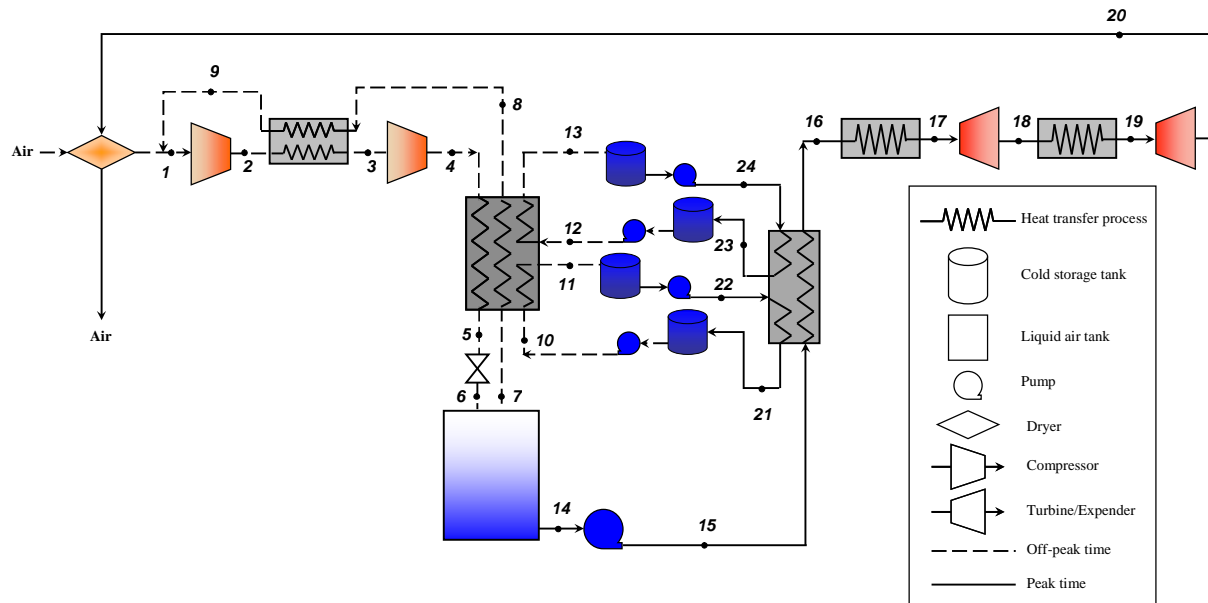 20
9
8
13
16
17
18
19
Air
1
2
3
4
24
12
23
11
22
5
10
6
7
21
Air
14
15
Heat transfer process
Cold storage tank
Liquid air tank
Pump
Dryer
Compressor
Turbine/Expender
Off-peak time
Peak time